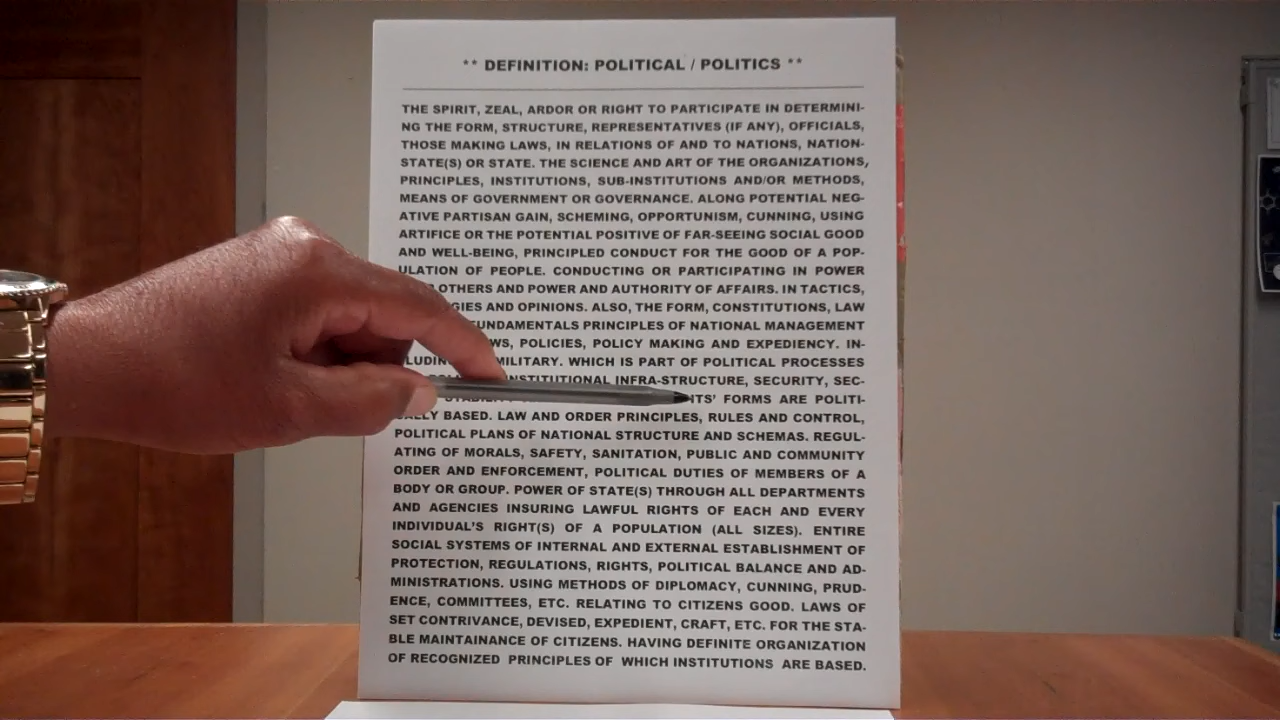 ** DEFINITION: POLITICAL / POLITICS **
THE SPIRIT, ZEAL, ARDOR OR RIGHT TO PARTICIPATE IN DETERMINI-
NG THE FORM, STRUCTURE, REPRESENTATIVES (IF ANY), OFFICIALS,
THOSE MAKING LAWS, IN RELATIONS OF AND TO NATIONS, NATION-
STATE(S) OR STATE. THE SCIENCE AND ART OF THE ORGANIZATIONS,
PRINCIPLES, INSTITUTIONS, SUB-INSTITUTIONS AND/OR METHODS,
MEANS OF GOVERNMENT OR GOVERNANCE. ALONG POTENTIAL NEG-
ATIVE PARTISAN GAIN, SCHEMING, OPPORTUNISM, CUNNING, USING
ARTIFICE OR THE POTENTIAL POSITIVE OF FAR-SEEING SOCIAL GOOD
AND WELL-BEING, PRINCIPLED CONDUCT FOR THE GOOD OF A POP-
ULATION OF PEOPLE. CONDUCTING OR PARTICIPATING IN POWER
OTHERS AND POWER AND AUTHORITY OF AFFAIRS. IN TACTICS,
AND OPINIONS. ALSO, THE FORM, CONSTITUTIONS, LAW
PRINCIPLES OF NATIONAL MANAGEMENT
POLICIES, POLICY MAKING AND EXPEDIENCY. IN-
MILITARY. WHICH IS PART OF POLITICAL PROCESSES
INFRA-STRUCTURE, SECURITY, SEC-
FORMS ARE POLITI-
CALLY BASED. LAW AND ORDER PRINCIPLES, RULES AND CONTROL,
POLITICAL PLANS OF NATIONAL STRUCTURE AND SCHEMAS. REGUL-
ATING OF MORALS, SAFETY, SANITATION, PUBLIC AND COMMUNITY
ORDER AND ENFORCEMENT, POLITICAL DUTIES OF MEMBERS OF A
BODY OR GROUP. POWER OF STATE(S) THROUGH ALL DEPARTMENTS
AND AGENCIES INSURING LAWFUL RIGHTS OF EACH AND EVERY
INDIVIDUAL'S RIGHT(S) OF A POPULATION (ALL SIZES). ENTIRE
SOCIAL SYSTEMS OF INTERNAL AND EXTERNAL ESTABLISHMENT OF
PROTECTION, REGULATIONS, RIGHTS, POLITICAL BALANCE AND AD-
MINISTRATIONS. USING METHODS OF DIPLOMACY, CUNNING, PRUD-
ENCE, COMMITTEES, ETC. RELATING TO CITIZENS GOOD. LAWS OF
SET CONTRIVANCE, DEVISED, EXPEDIENT, CRAFT, ETC. FOR THE STA-
BLE MAINTAINANCE OF CITIZENS. HAVING DEFINITE ORGANIZATION
OF RECOGNIZED PRINCIPLES OF WHICH INSTITUTIONS ARE BASED.